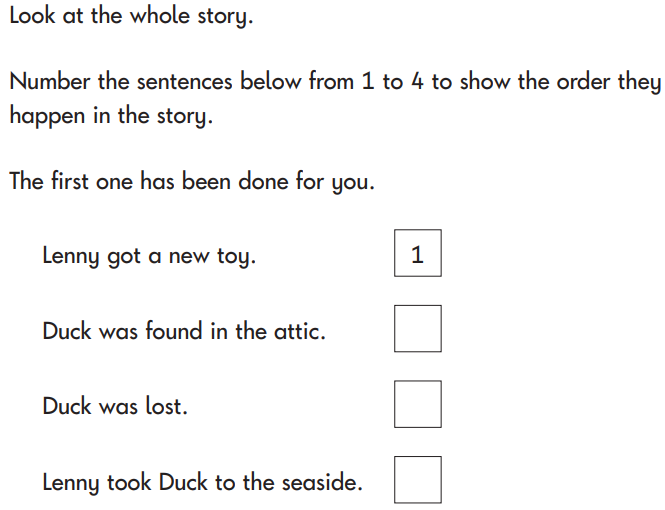 Look at the whole story.
Number the sentences below from 1 to 4 to show the order they
happen in the story.
The first one has been done for you.
Lenny got a new toy. 1
Duck was found in the attic.
Duck was lost.
Lenny took Duck to the seaside.